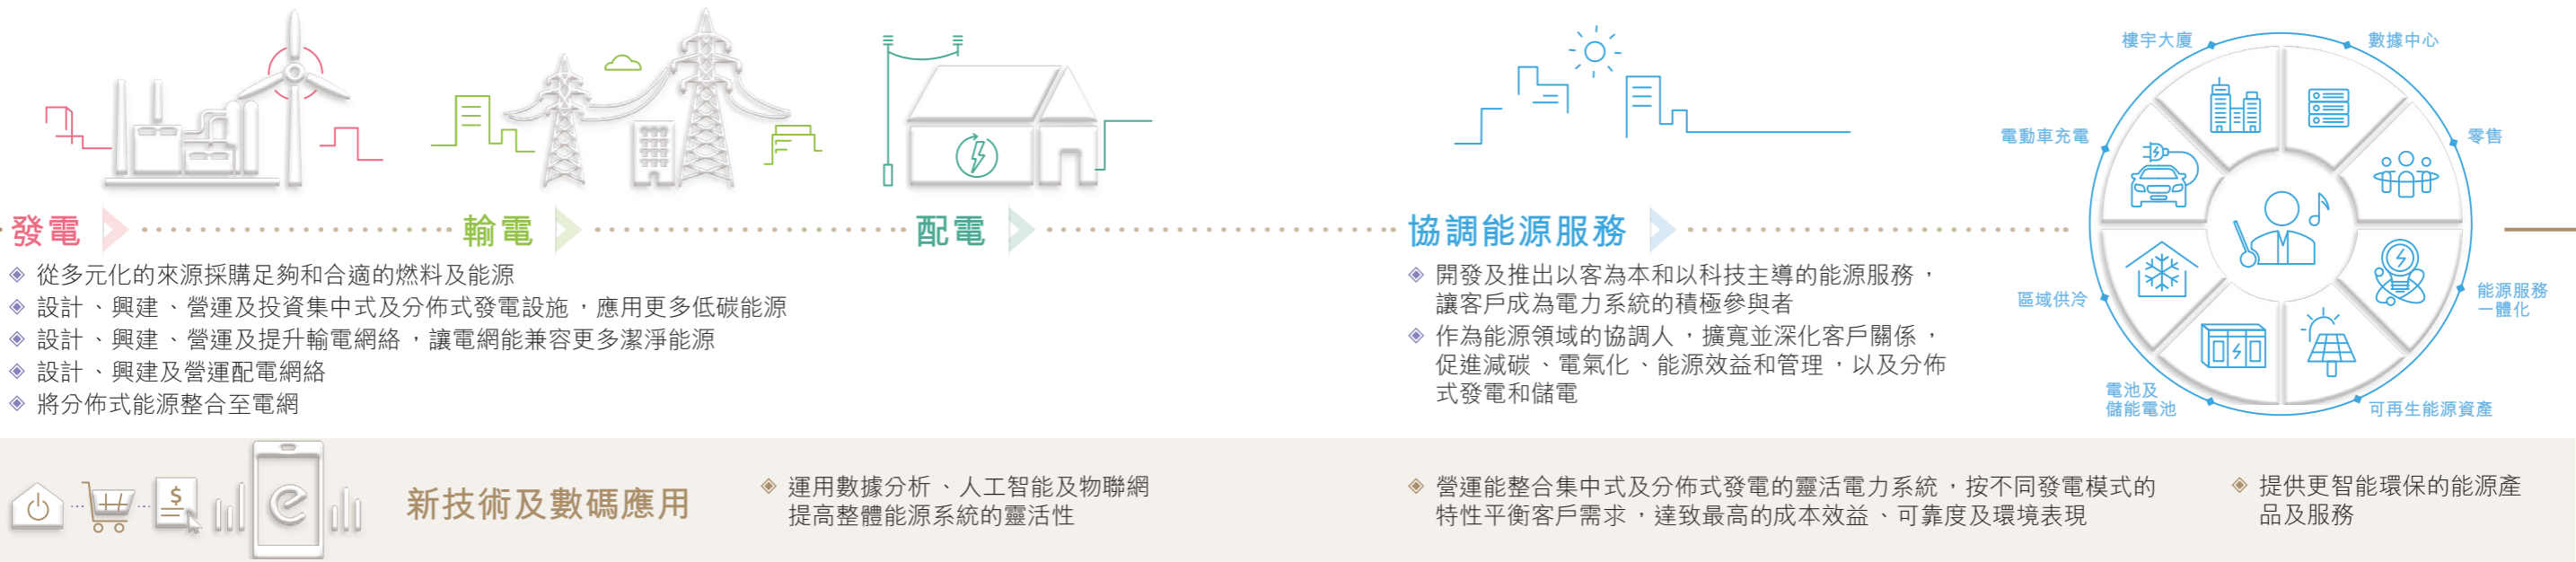 發電
輸電
配電
協調能源服務
從多元化的來源採購足夠和合適的燃料及能源
設計、興建、營運及投資集中式及分佈式發電設施，應用更多低碳能源
設計、興建、營運及提升輸電網絡，讓電網能兼容更多潔淨能源
設計、興建及營運配電網絡
將分佈式能源整合至電網
開發及推出以客為本和以科技主導的能源服務，
讓客戶成為電力系統的積極參與者
作為能源領域的協調人，擴寬並深化客戶關係，
促進減碳、電氣化、能源效益和管理，以及分佈
式發電和儲電
樓宇大廈
數據中心
電動車充電
零售
區域供冷
能源服務
一體化
電池及
儲能電池
可再生能源資產
$
e
新技術及數碼應用
運用數據分析、人工智能及物聯網
提高整體能源系統的靈活性
營運能整合集中式及分佈式發電的靈活電力系統，按不同發電模式的
特性平衡客戶需求，達致最高的成本效益、可靠度及環境表現
提供更智能環保的能源產
品及服務